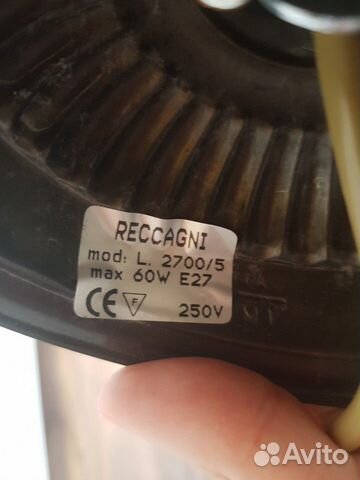 RECCAGNI
mod: L. 2700/5
max 60W E27
CE F 250V
Avito